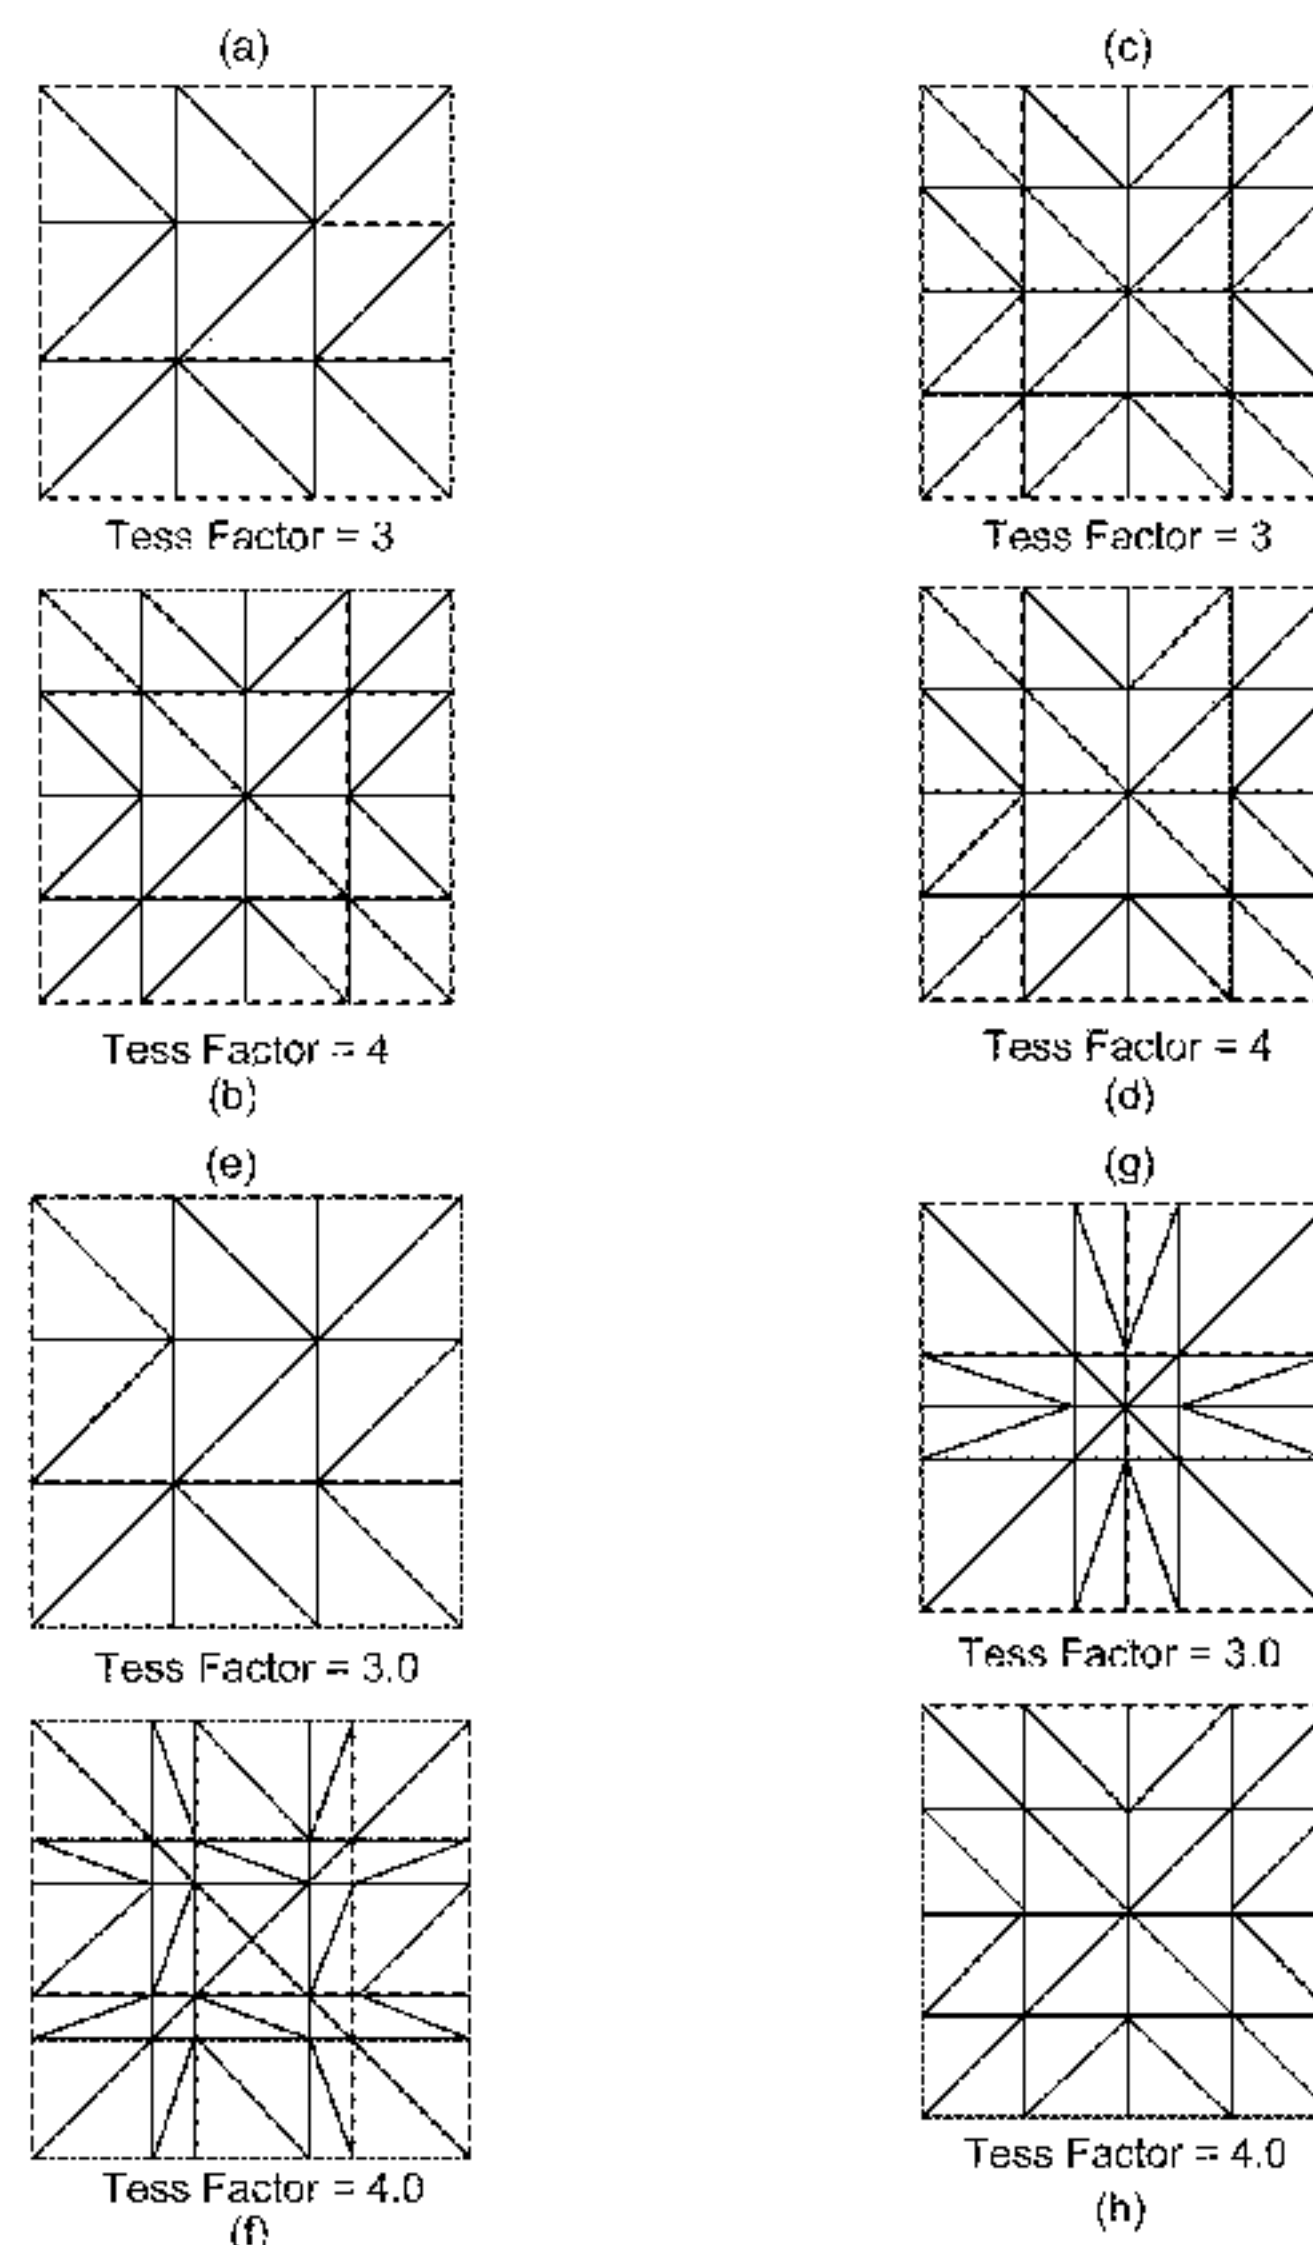 (a)
(c)
Tess Factor = 3
Tess Factor = 3
Tess Factor = 4
Tess Factor = 4
(b)
(d)
(e)
(g)
Tess Factor = 3.0
Tess Factor = 3.0
Tess Factor = 4.0
Tess Factor = 4.0
(f)
(h)